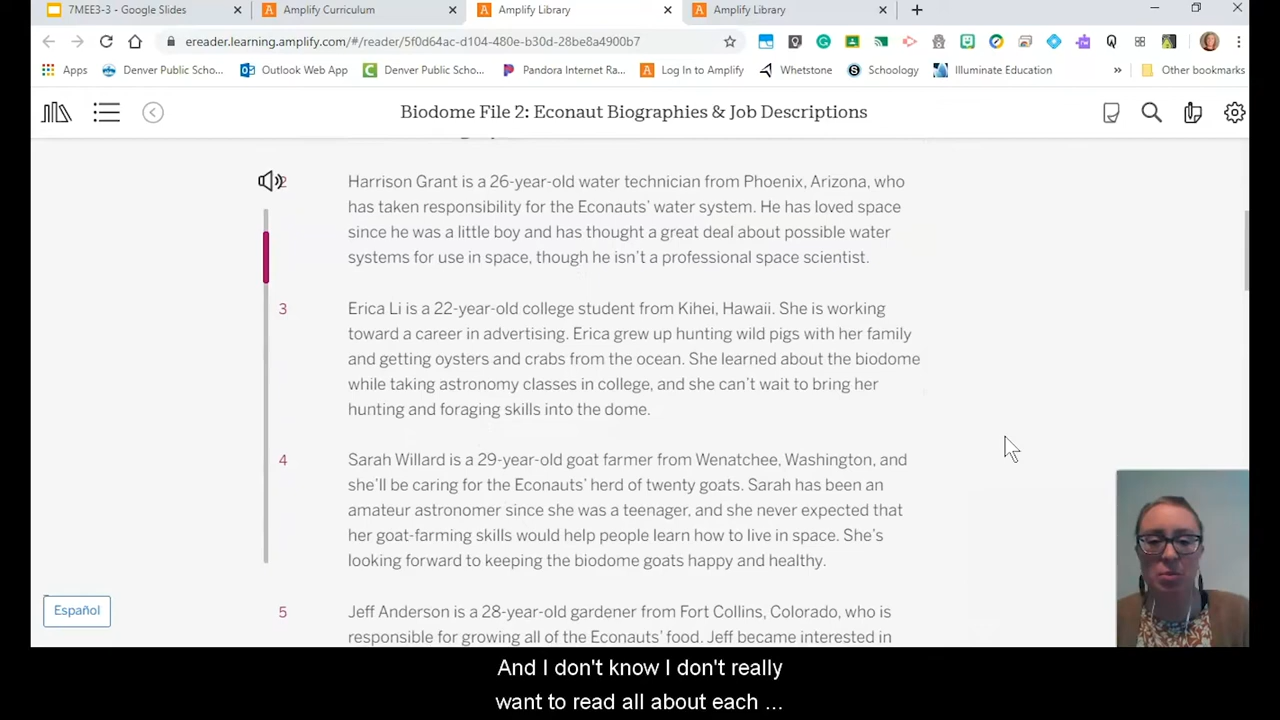 7MEE3-3 - Google Slides
Amplify Curriculum
Amplify Library
Amplify Library
ereader.learning.amplify.com/#/reader/5f0d64ac-d104-480e-b30d-28be8a4900b7
Apps
Denver Public Scho...
Outlook Web App
Denver Public Scho...
Pandora Internet Ra...
Log In to Amplify
Whetstone
Schoology
Illuminate Education
»
Other bookmarks
Biodome File 2: Econaut Biographies & Job Descriptions
2
Harrison Grant is a 26-year-old water technician from Phoenix, Arizona, who
has taken responsibility for the Econauts’ water system. He has loved space
since he was a little boy and has thought a great deal about possible water
systems for use in space, though he isn’t a professional space scientist.
3
Erica Li is a 22-year-old college student from Kihei, Hawaii. She is working
toward a career in advertising. Erica grew up hunting wild pigs with her family
and getting oysters and crabs from the ocean. She learned about the biodome
while taking astronomy classes in college, and she can’t wait to bring her
hunting and foraging skills into the dome.
4
Sarah Willard is a 29-year-old goat farmer from Wenatchee, Washington, and
she’ll be caring for the Econauts’ herd of twenty goats. Sarah has been an
amateur astronomer since she was a teenager, and she never expected that
her goat-farming skills would help people learn how to live in space. She’s
looking forward to keeping the biodome goats happy and healthy.
5
Jeff Anderson is a 28-year-old gardener from Fort Collins, Colorado, who is
responsible for growing all of the Econauts’ food. Jeff became interested in
Español
And I don't know I don't really
want to read all about each ...